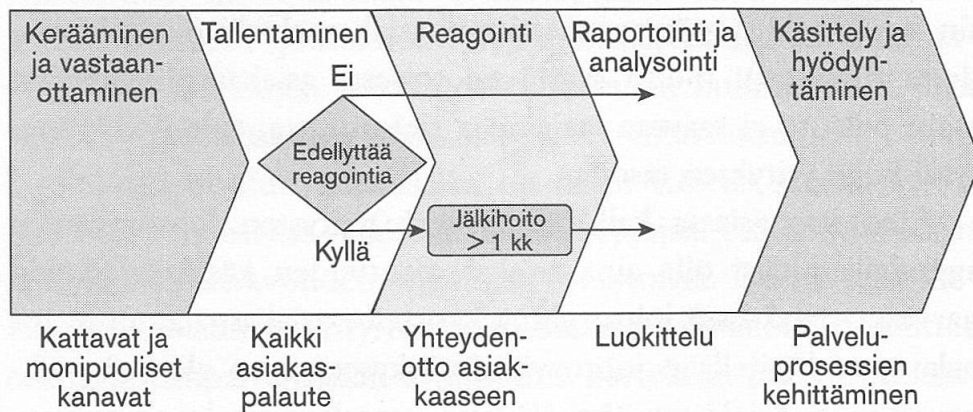 Kerääminen
ja vastaan-
ottaminen
Tallentaminen
Reagointi
Raportointi ja
analysointi
Käsittely ja
hyödyn-
täminen
Ei
Edellyttää
reagointia
Kyllä
Jälkihoito
> 1 kk
Kattavat ja
monipuoliset
kanavat
Kaikki
asiakas-
palaute
Yhteyden-
otto asiak-
kaaseen
Luokittelu
Palvelu-
prosessien
kehittäminen